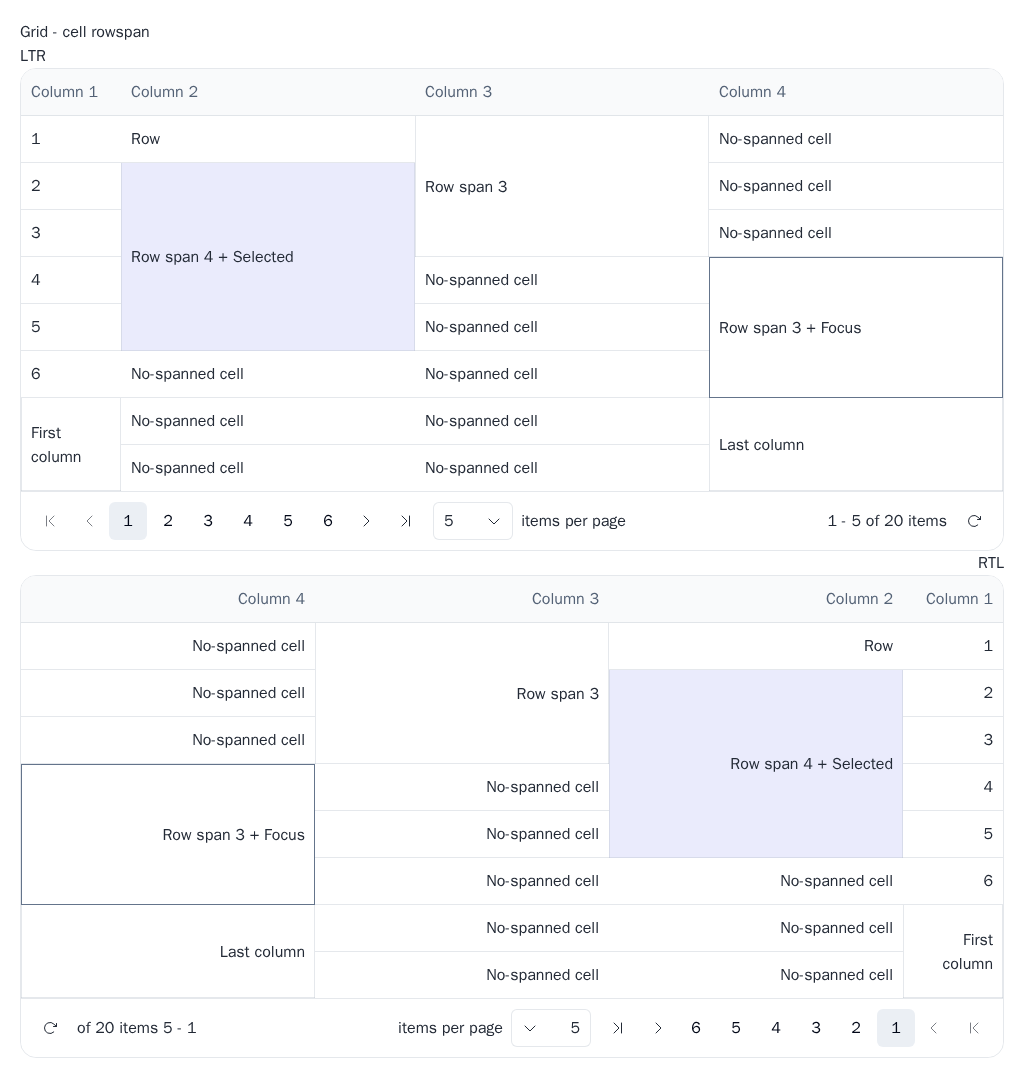 Grid - cell rowspan
LTR
Column 1 Column 2 Column 3 Column 4
1 Row No-spanned cell
2 Row span 3 No-spanned cell
3 No-spanned cell
Row span 4 + Selected
4 No-spanned cell
5 No-spanned cell Row span 3 + Focus
6 No-spanned cell No-spanned cell
No-spanned cell No-spanned cell
First
column Last column
No-spanned cell No-spanned cell
1 2 3 4 5 6 5 items per page 1 - 5 of 20 items
RTL
Column 4 Column 3 Column 2 Column 1
No-spanned cell Row 1
No-spanned cell Row span 3 2
No-spanned cell 3
Row span 4 + Selected
No-spanned cell 4
Row span 3 + Focus No-spanned cell 5
No-spanned cell No-spanned cell 6
No-spanned cell No-spanned cell
First
Last column column
No-spanned cell No-spanned cell
of 20 items 5 - 1 items per page 5 6 5 4 3 2 1